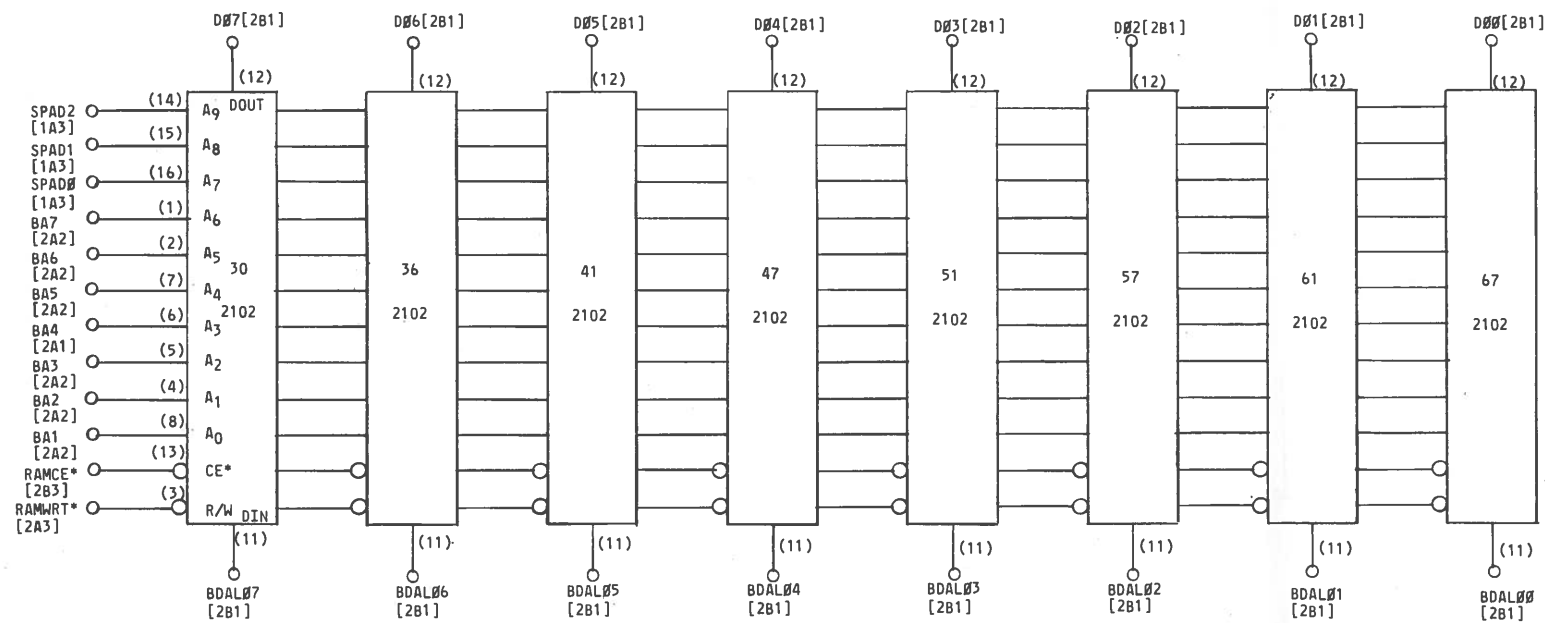 DØ7[2B1] DØ6[2B1] DØ5[2B1] DØ4[2B1] DØ3[2B1] DØ2[2B1] DØ1[2B1] DØØ[2B1]
(12) (12) (12) (12) (12) (12) (12) (12)
SPAD2 (14) A9 DOUT
[1A3]
SPAD1 (15) A8
[1A3]
SPADØ (16) A7
[1A3]
BA7 (1) A6
[2A2]
BA6 (2) A5
[2A2]
30 36 41 47 51 57 61 67
BA5 (7) A4
[2A2]
2102 2102 2102 2102 2102 2102 2102 2102
BA4 (6) A3
[2A1]
BA3 (5) A2
[2A2]
BA2 (4) A1
[2A2]
BA1 (8) A0
[2A2]
RAMCE* (13) CE*
[2B3]
RAMWRT* (3) R/W DIN
[2A3]
(11) (11) (11) (11) (11) (11) (11) (11)
BDALØ7 BDALØ6 BDALØ5 BDALØ4 BDALØ3 BDALØ2 BDALØ1 BDALØØ
[2B1] [2B1] [2B1] [2B1] [2B1] [2B1] [2B1] [2B1]